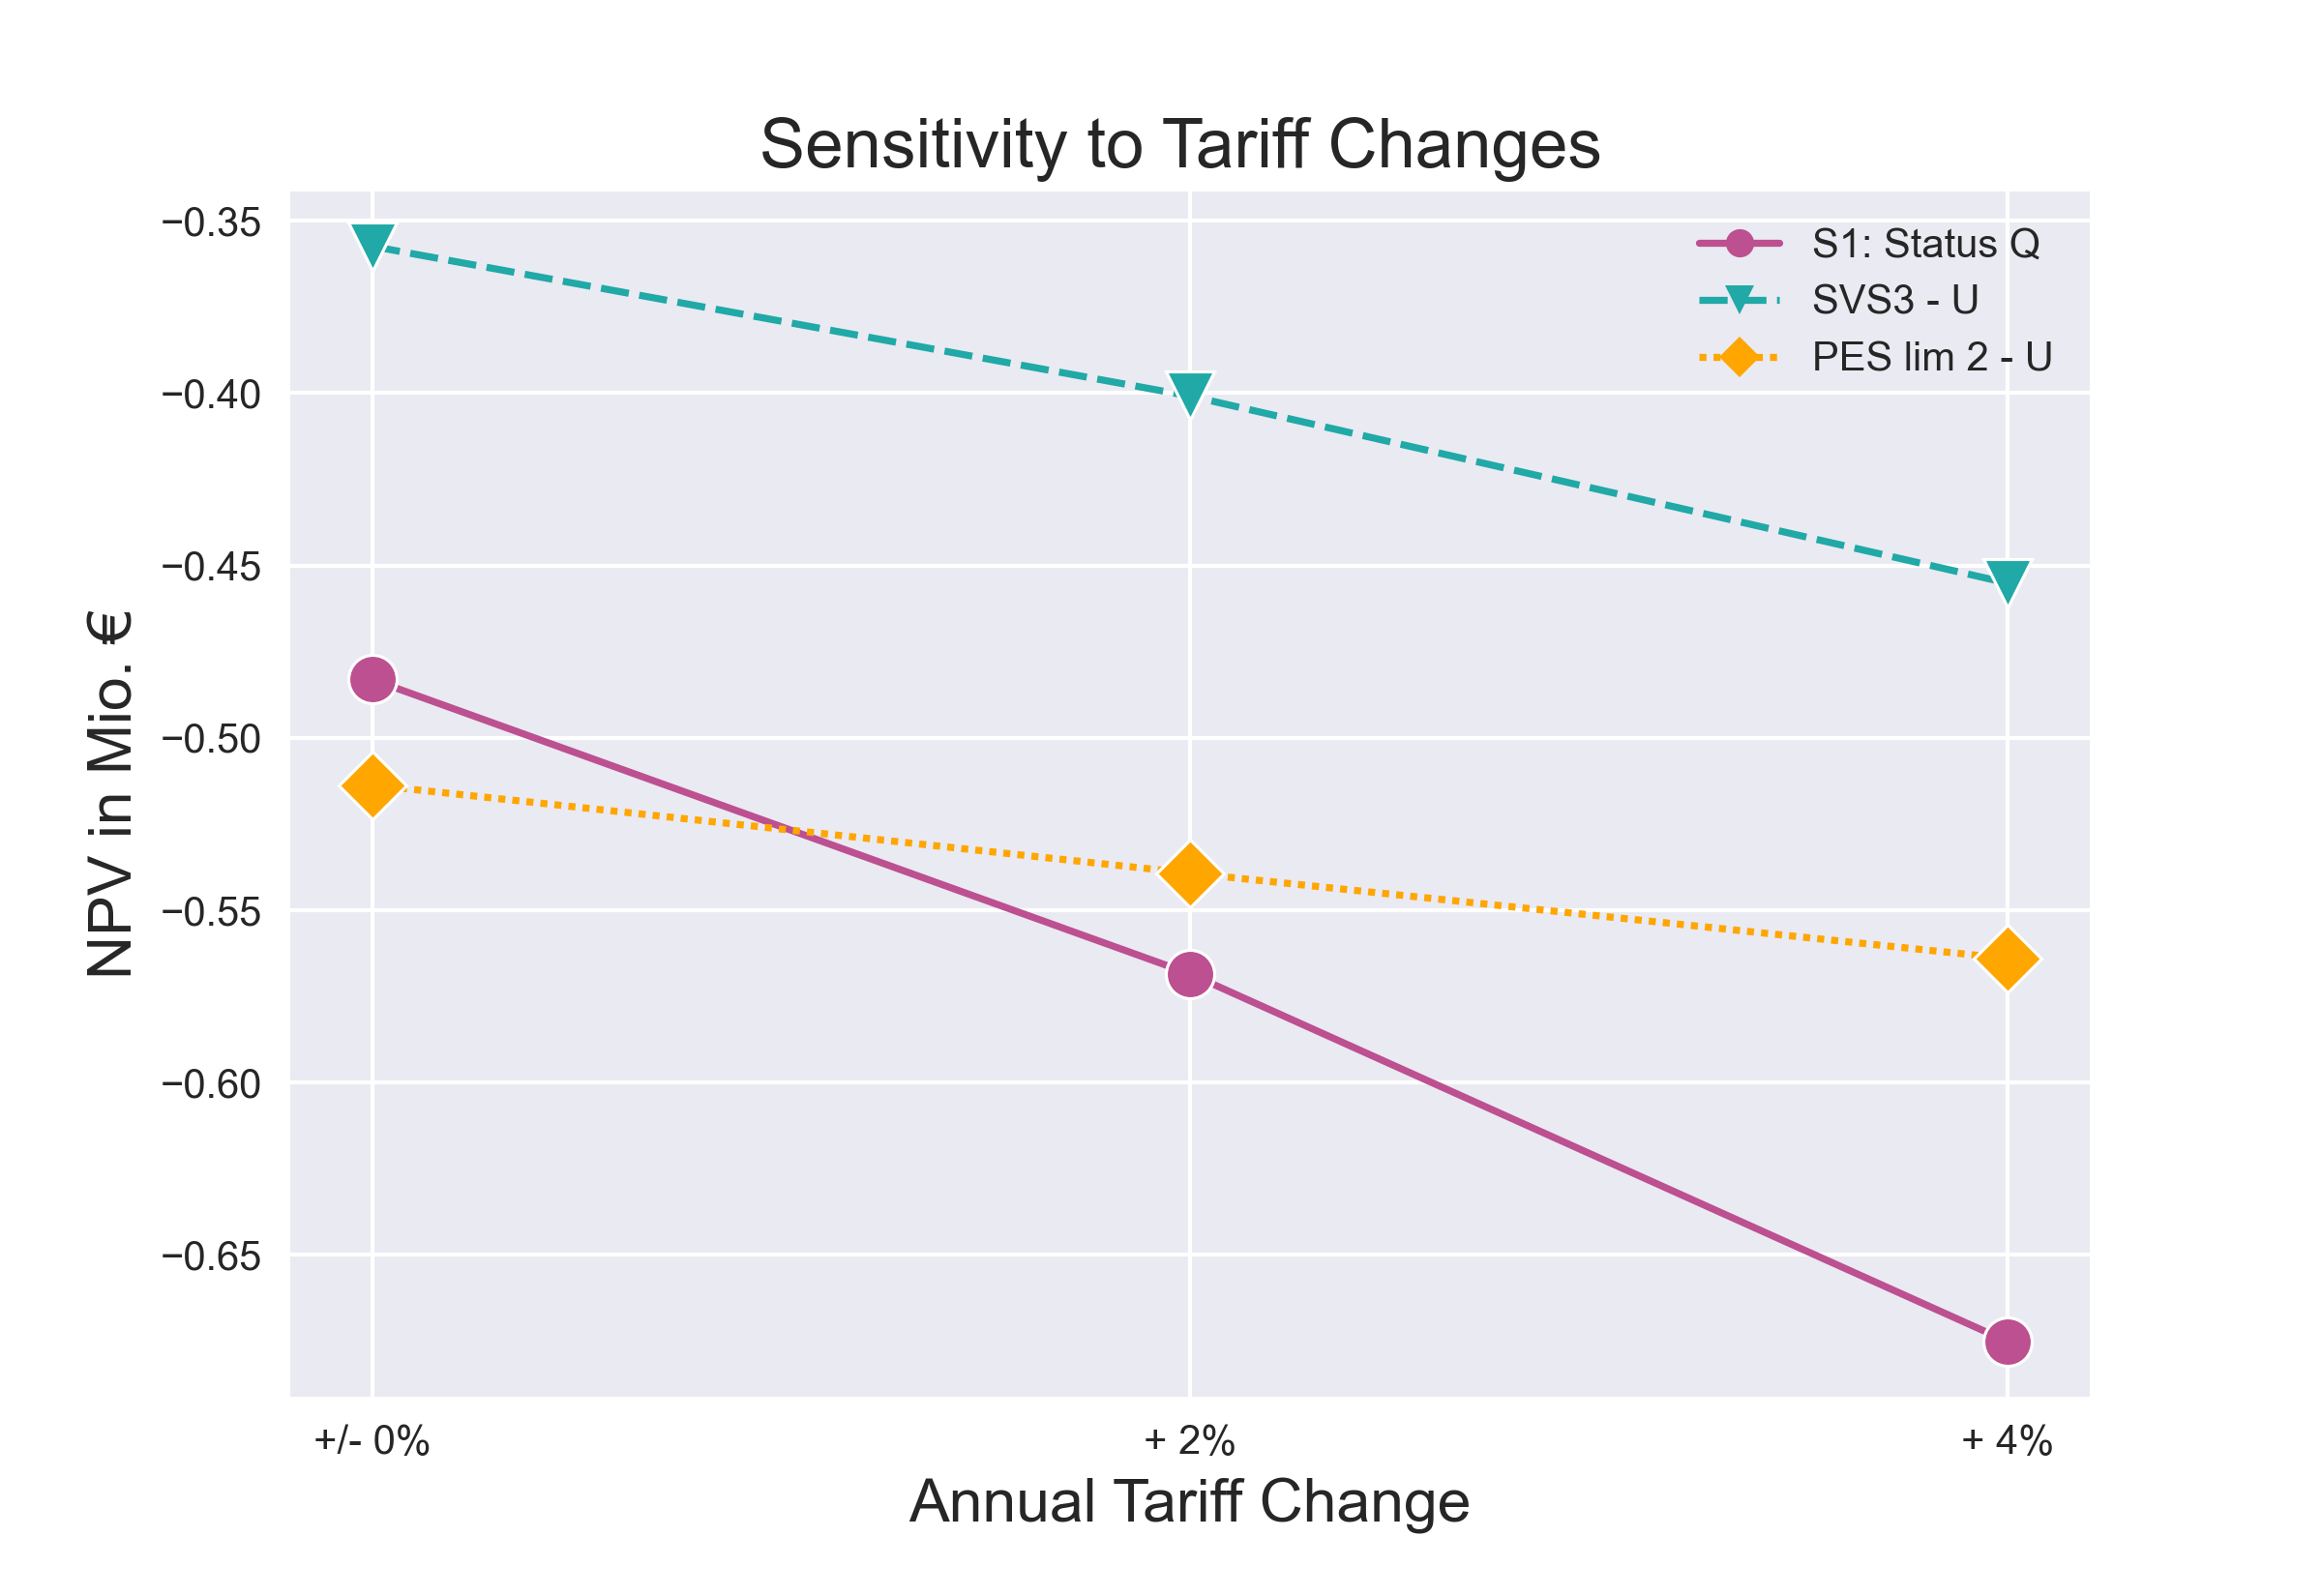 Sensitivity to Tariff Changes
−0.35
−0.40
−0.45
−0.50
−0.55
−0.60
−0.65
NPV in Mio. €
S1: Status Q
SVS3 - U
PES lim 2 - U
+/- 0%
+ 2%
+ 4%
Annual Tariff Change